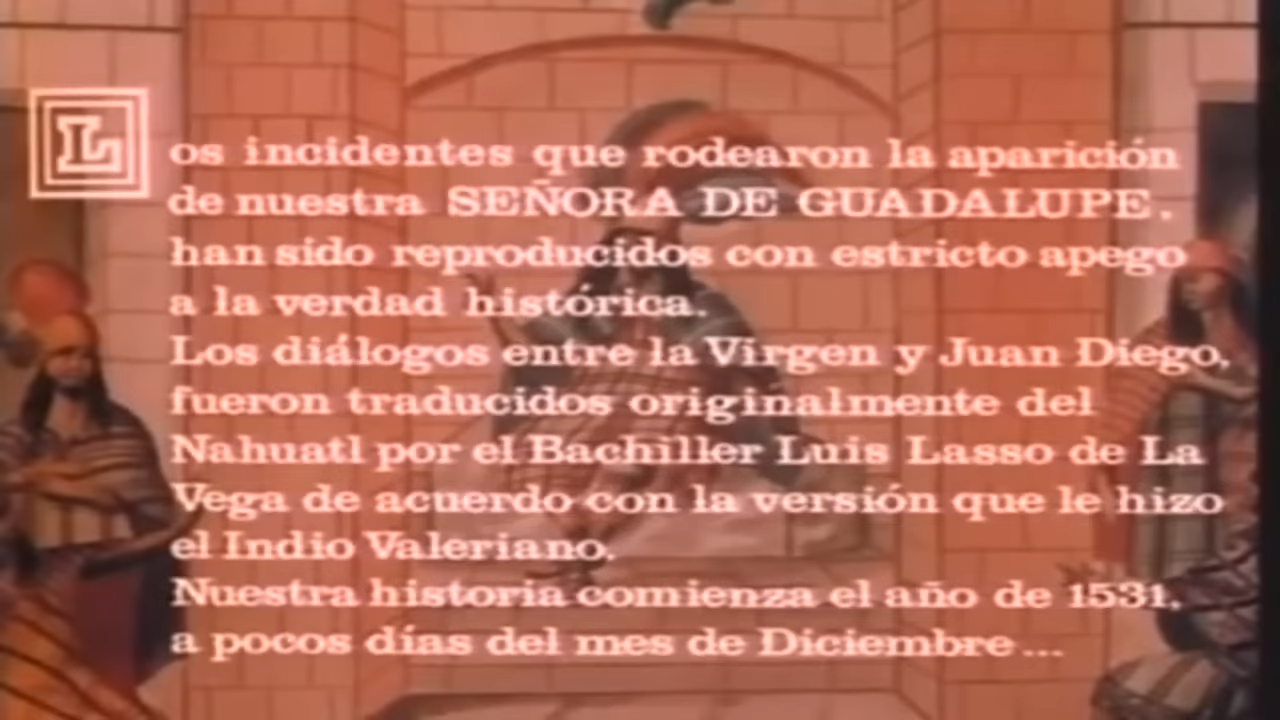 Los incidentes que rodearon la aparición
de nuestra SEÑORA DE GUADALUPE,
han sido reproducidos con estricto apego
a la verdad histórica.
Los diálogos entre la Virgen y Juan Diego,
fueron traducidos originalmente del
Nahuatl por el Bachiller Luis Lasso de La
Vega de acuerdo con la versión que le hizo
el Indio Valeriano.
Nuestra historia comienza el año de 1531,
a pocos días del mes de Diciembre...